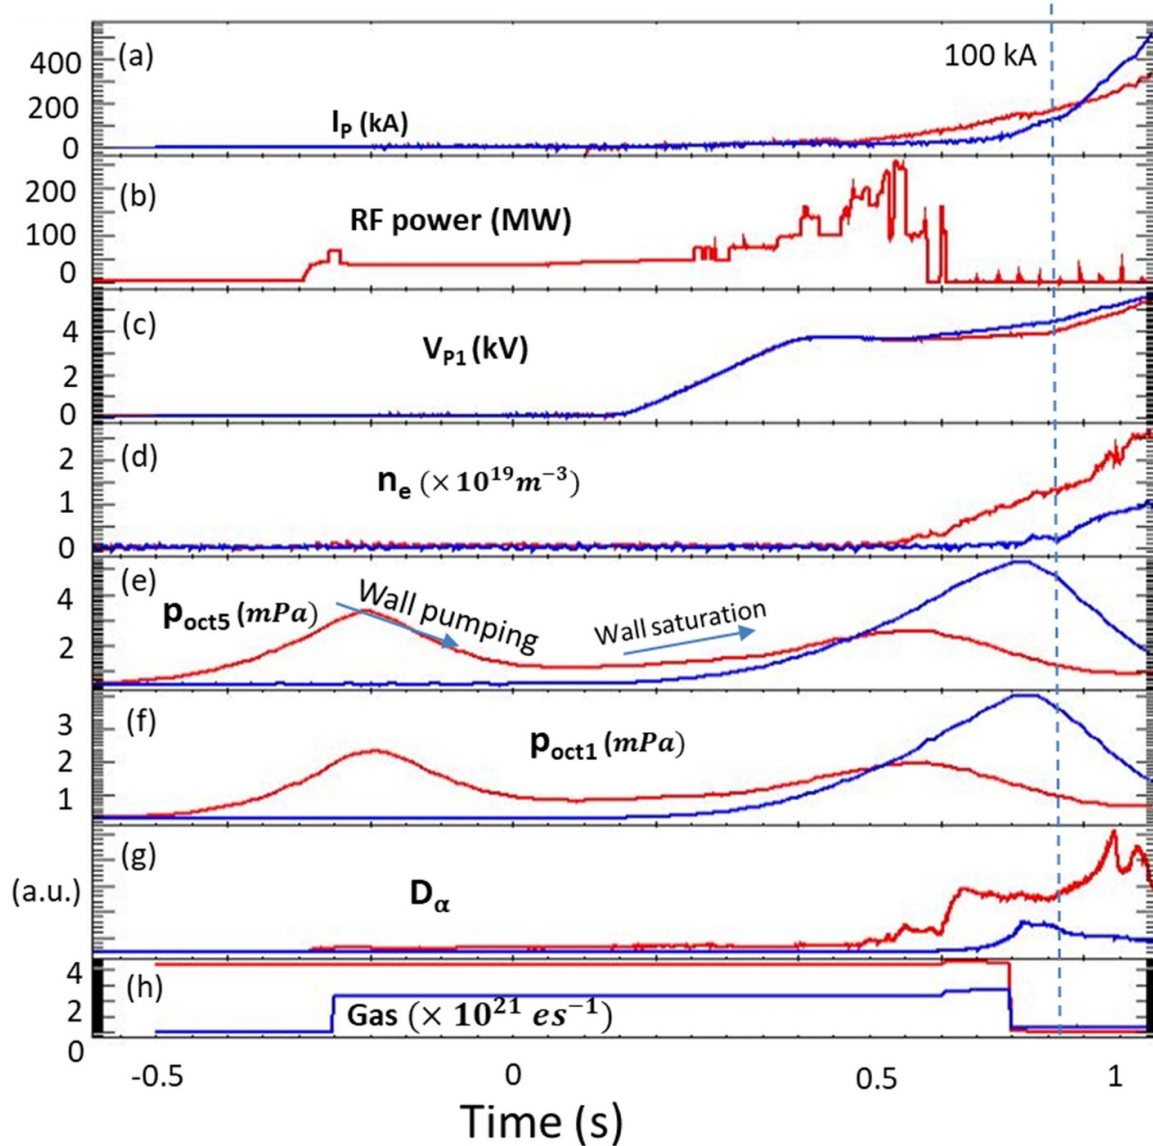 (a)
100 kA
400
200
0
I_P (kA)
(b)
200
100
0
RF power (MW)
(c)
4
2
0
V_P1 (kV)
(d)
2
1
0
n_e (× 10^19 m^−3)
(e)
4
2
p_oct5 (mPa)
Wall pumping
Wall saturation
(f)
3
2
1
p_oct1 (mPa)
(g)
(a.u.)
D_α
(h)
4
2
0
Gas (× 10^21 es^−1)
-0.5
0
0.5
1
Time (s)